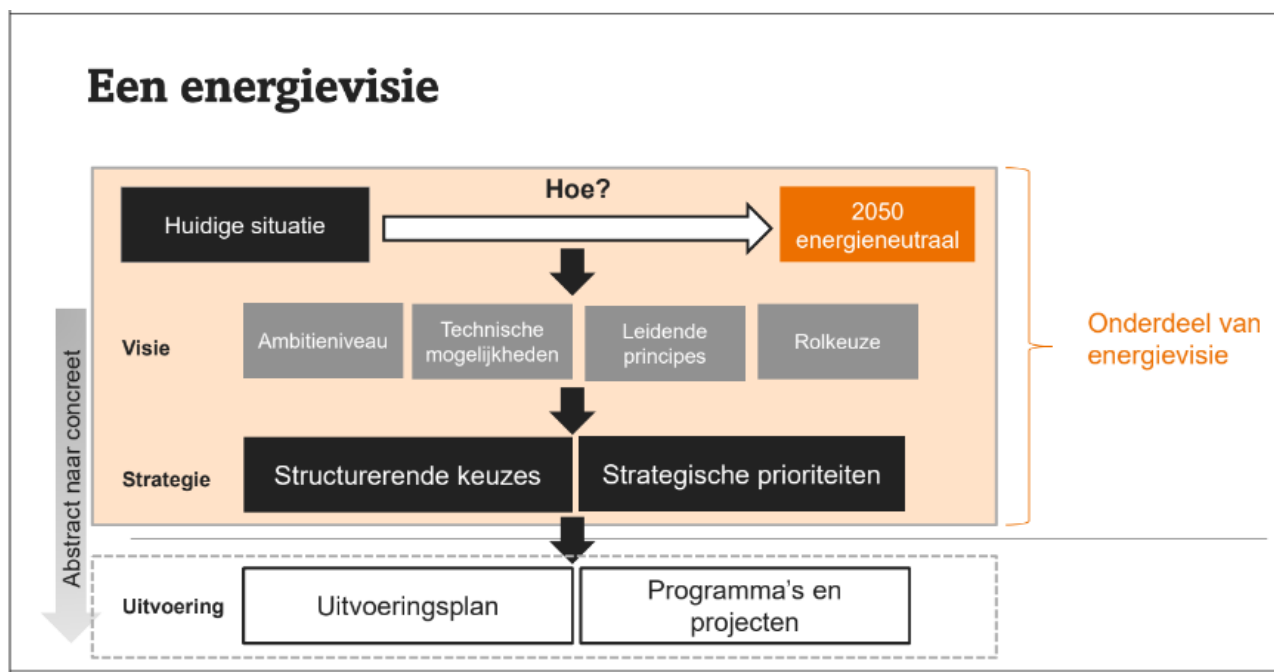 Een energievisie
Hoe?
Huidige situatie
2050
energieneutraal
Visie
Ambitieniveau
Technische
mogelijkheden
Leidende
principes
Rolkeuze
Onderdeel van
energievisie
Abstract naar concreet
Strategie
Structurerende keuzes
Strategische prioriteiten
Uitvoering
Uitvoeringsplan
Programma's en
projecten